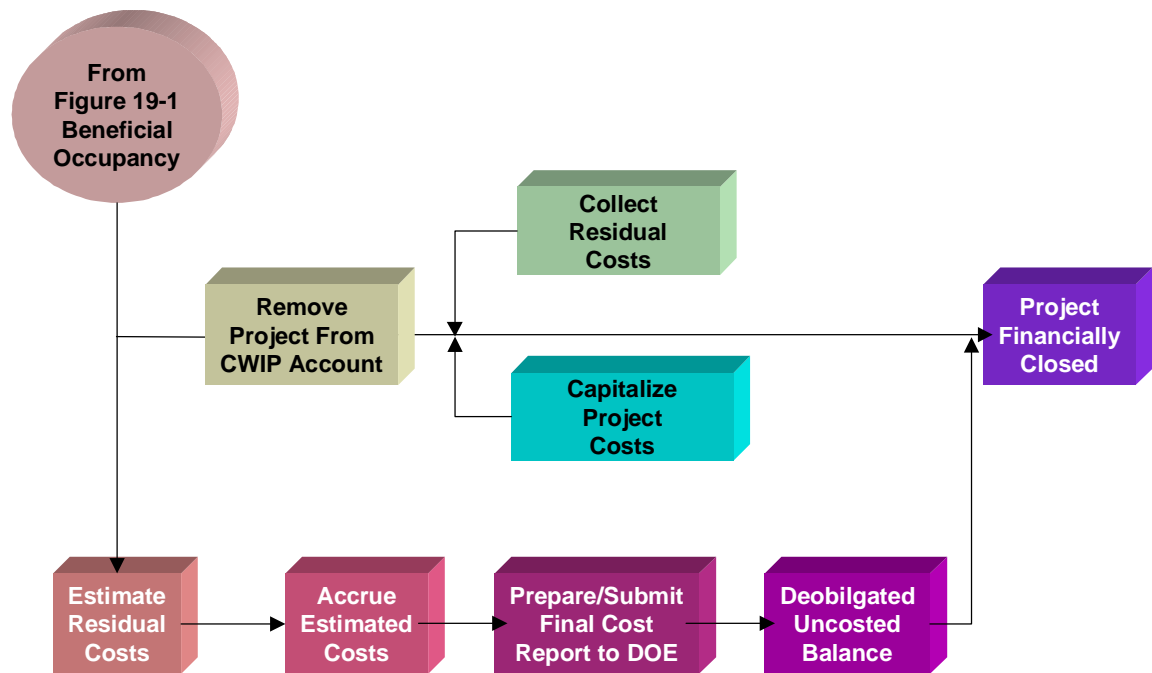 From
Figure 19-1
Beneficial
Occupancy
Collect
Residual
Costs
Remove
Project From
CWIP Account
Project
Financially
Closed
Capitalize
Project
Costs
Estimate
Residual
Costs
Accrue
Estimated
Costs
Prepare/Submit
Final Cost
Report to DOE
Deobilgated
Uncosted
Balance